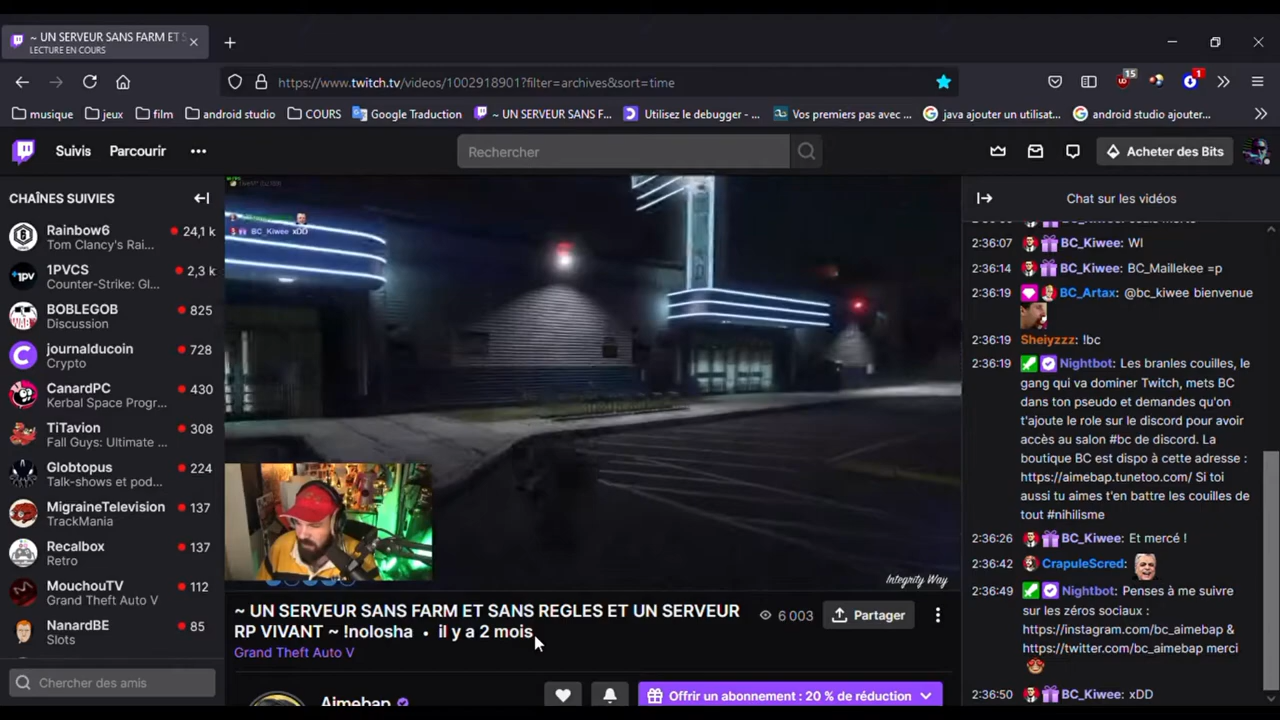 ~ UN SERVEUR SANS FARM ET S
LECTURE EN COURS
https://www.twitch.tv/videos/1002918901?filter=archives&sort=time
15
1
musique
jeux
film
android studio
COURS
Google Traduction
~ UN SERVEUR SANS F...
Utilisez le debugger - ...
Vos premiers pas avec ...
java ajouter un utilisat...
android studio ajouter...
Suivis
Parcourir
Rechercher
Acheter des Bits
CHAÎNES SUIVIES
Rainbow6 24,1 k
Tom Clancy's Rai...
1PVCS 2,3 k
Counter-Strike: Gl...
BOBLEGOB 825
Discussion
journalducoin 728
Crypto
CanardPC 430
Kerbal Space Progr...
TiTavion 308
Fall Guys: Ultimate ...
Globtopus 224
Talk-shows et pod...
MigraineTelevision 137
TrackMania
Recalbox 137
Retro
MouchouTV 112
Grand Theft Auto V
NanardBE 85
Slots
Chercher des amis
BC_Kiwee xDD
Integrity Way
~ UN SERVEUR SANS FARM ET SANS REGLES ET UN SERVEUR
RP VIVANT ~ !nolosha • il y a 2 mois
Grand Theft Auto V
6 003
Partager
Aimebap
Offrir un abonnement : 20 % de réduction
Chat sur les vidéos
2:36:07 BC_Kiwee: WI
2:36:14 BC_Kiwee: BC_Maillekee =p
2:36:19 BC_Artax: @bc_kiwee bienvenue
2:36:19 Sheiyzzz: !bc
2:36:19 Nightbot: Les branles couilles, le
gang qui va dominer Twitch, mets BC
dans ton pseudo et demandes qu'on
t'ajoute le role sur le discord pour avoir
accès au salon #bc de discord. La
boutique BC est dispo à cette adresse :
https://aimebap.tunetoo.com/ Si toi
aussi tu aimes t'en battre les couilles de
tout #nihilisme
2:36:26 BC_Kiwee: Et mercé !
2:36:42 CrapuleScred:
2:36:49 Nightbot: Penses à me suivre
sur les zéros sociaux :
https://instagram.com/bc_aimebap &
https://twitter.com/bc_aimebap merci
2:36:50 BC_Kiwee: xDD